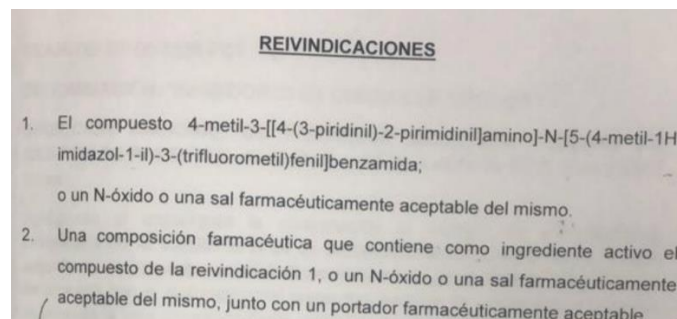 REIVINDICACIONES
1. El compuesto 4-metil-3-[[4-(3-piridinil)-2-pirimidinil]amino]-N-[5-(4-metil-1H
imidazol-1-il)-3-(trifluorometil)fenil]benzamida;
o un N-óxido o una sal farmacéuticamente aceptable del mismo.
2. Una composición farmacéutica que contiene como ingrediente activo el
compuesto de la reivindicación 1, o un N-óxido o una sal farmacéuticamente
aceptable del mismo, junto con un portador farmacéuticamente aceptable